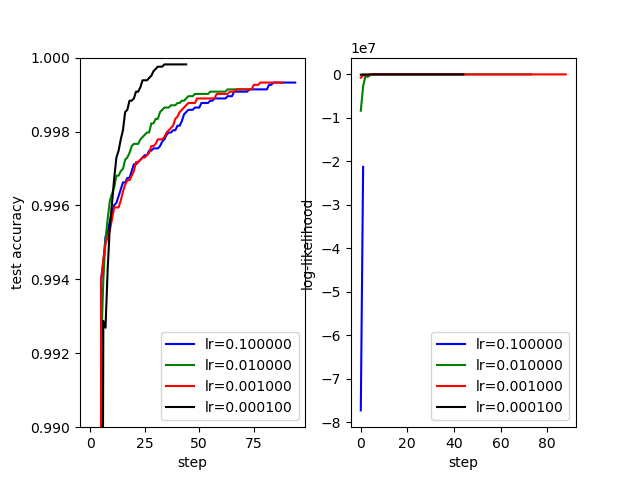 1.000
0.998
0.996
0.994
0.992
0.990
test accuracy
0
25
50
75
step
lr=0.100000
lr=0.010000
lr=0.001000
lr=0.000100
1e7
0
−1
−2
−3
−4
−5
−6
−7
−8
log-likelihood
0
20
40
60
80
step
lr=0.100000
lr=0.010000
lr=0.001000
lr=0.000100